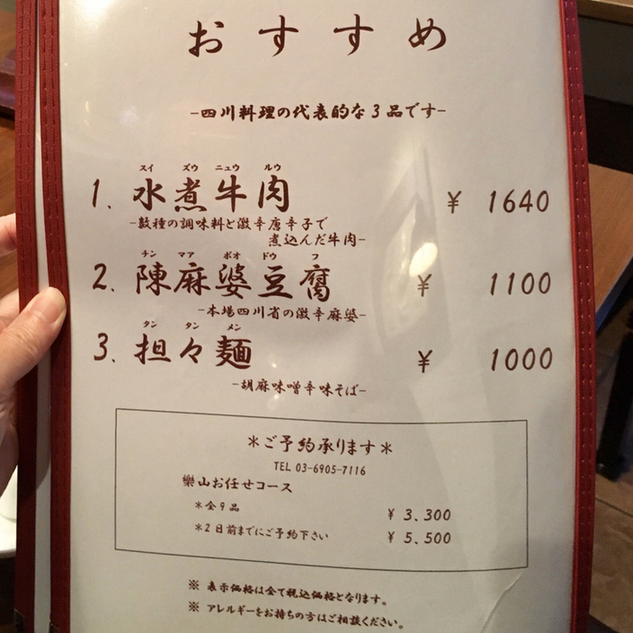 おすすめ
-四川料理の代表的な3品です-
スイ ズウ ニュウ ルウ
1. 水煮牛肉 ¥ 1640
-数種の調味料と激辛唐辛子で
煮込んだ牛肉-
チン マア ポオ ドウ フ
2. 陳麻婆豆腐 ¥ 1100
-本場四川省の激辛麻婆-
タン タン メン
3. 担々麺 ¥ 1000
-胡麻味噌辛味そば-
＊ご予約承ります＊
TEL 03-6905-7116
樂山お任せコース
＊全9品 ¥ 3,300
＊2日前までにご予約下さい ¥ 5,500
※ 表示価格は全て税込価格となります。
※ アレルギーをお持ちの方はご相談ください。